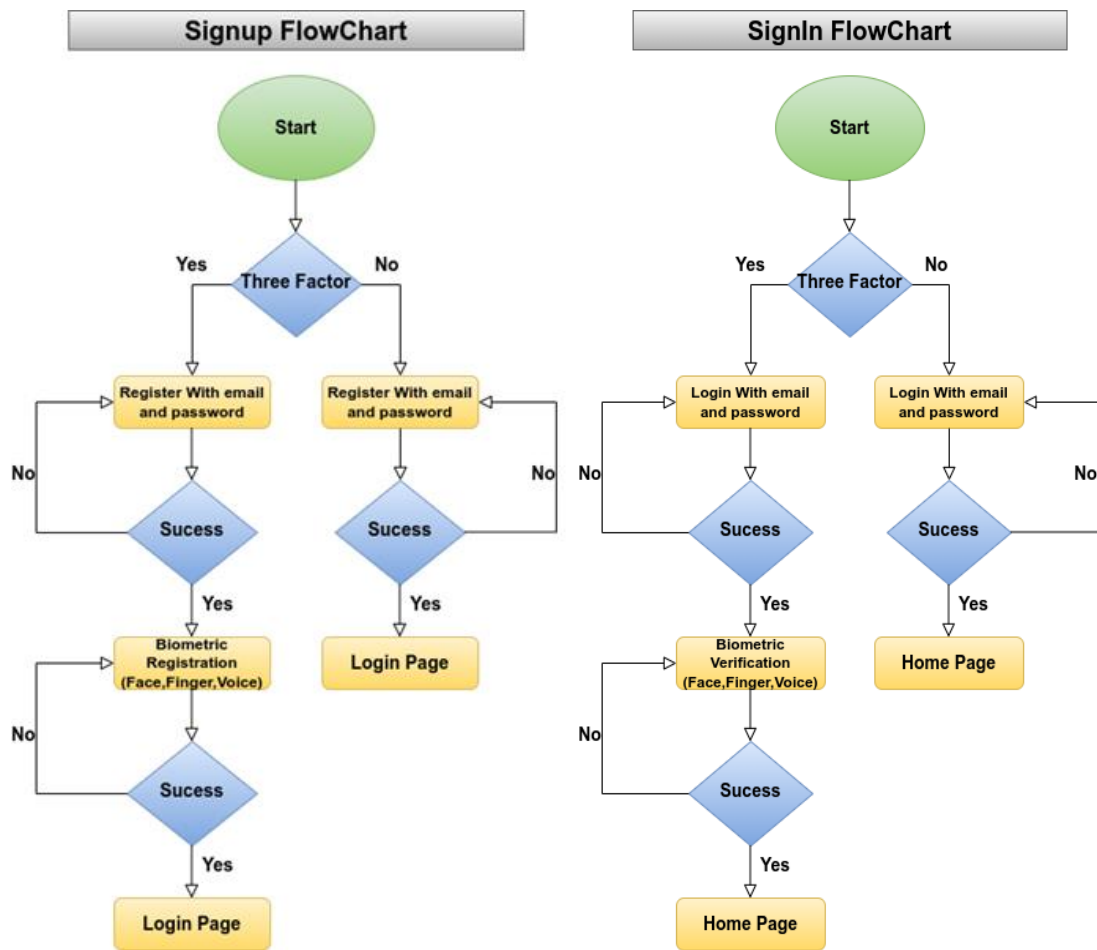 Signup FlowChart
Start
Three Factor
Yes
No
Register With email
and password
Register With email
and password
No
Sucess
Sucess
No
Yes
Yes
Biometric
Registration
(Face,Finger,Voice)
Login Page
No
Sucess
Yes
Login Page
SignIn FlowChart
Start
Three Factor
Yes
No
Login With email
and password
Login With email
and password
No
Sucess
Sucess
No
Yes
Yes
Biometric
Verification
(Face,Finger,Voice)
Home Page
No
Sucess
Yes
Home Page